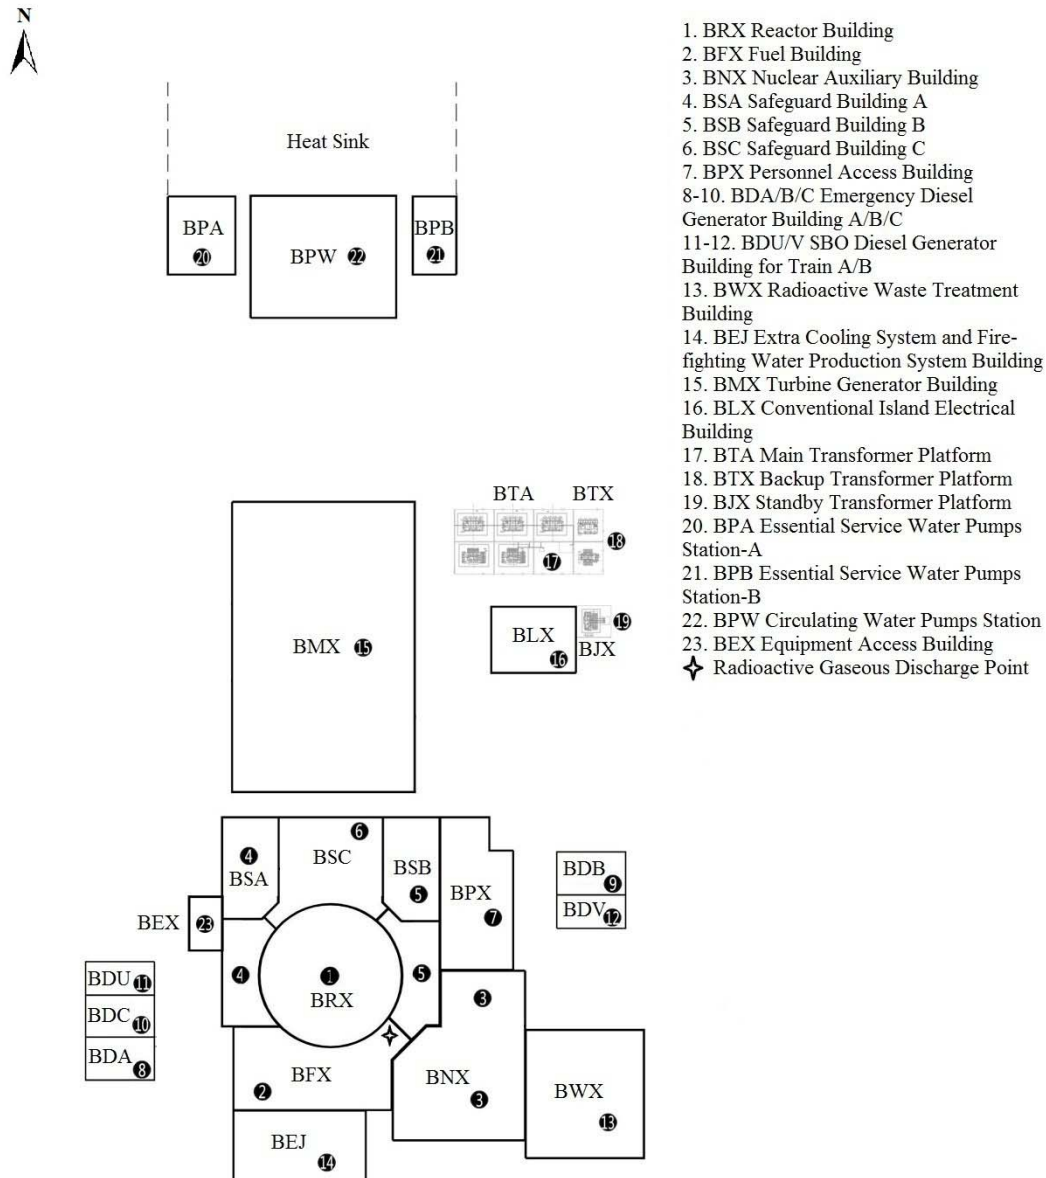 N
Heat Sink
BPA
20
BPW 22
BPB
21
BTA
BTX
18
17
BMX 15
BLX
16
19
BJX
6
4
BSA
BSC
BSB
5
BPX
7
BDB
9
BDV
12
BEX
23
4
1
BRX
5
3
BDU 11
BDC
10
BDA
8
BFX
2
BNX
3
BWX
13
BEJ
14
1. BRX Reactor Building
2. BFX Fuel Building
3. BNX Nuclear Auxiliary Building
4. BSA Safeguard Building A
5. BSB Safeguard Building B
6. BSC Safeguard Building C
7. BPX Personnel Access Building
8-10. BDA/B/C Emergency Diesel
Generator Building A/B/C
11-12. BDU/V SBO Diesel Generator
Building for Train A/B
13. BWX Radioactive Waste Treatment
Building
14. BEJ Extra Cooling System and Fire-
fighting Water Production System Building
15. BMX Turbine Generator Building
16. BLX Conventional Island Electrical
Building
17. BTA Main Transformer Platform
18. BTX Backup Transformer Platform
19. BJX Standby Transformer Platform
20. BPA Essential Service Water Pumps
Station-A
21. BPB Essential Service Water Pumps
Station-B
22. BPW Circulating Water Pumps Station
23. BEX Equipment Access Building
Radioactive Gaseous Discharge Point